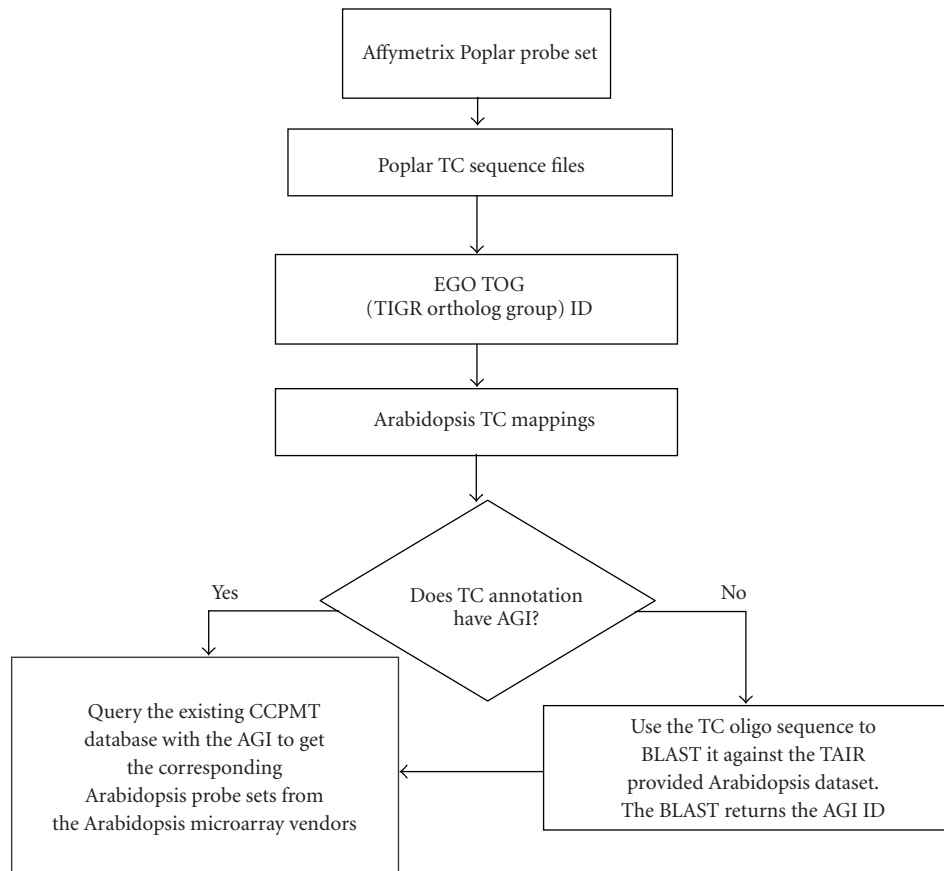 Affymetrix Poplar probe set
Poplar TC sequence files
EGO TOG
(TIGR ortholog group) ID
Arabidopsis TC mappings
Does TC annotation
have AGI?
Yes
No
Query the existing CCPMT
database with the AGI to get
the corresponding
Arabidopsis probe sets from
the Arabidopsis microarray vendors
Use the TC oligo sequence to
BLAST it against the TAIR
provided Arabidopsis dataset.
The BLAST returns the AGI ID